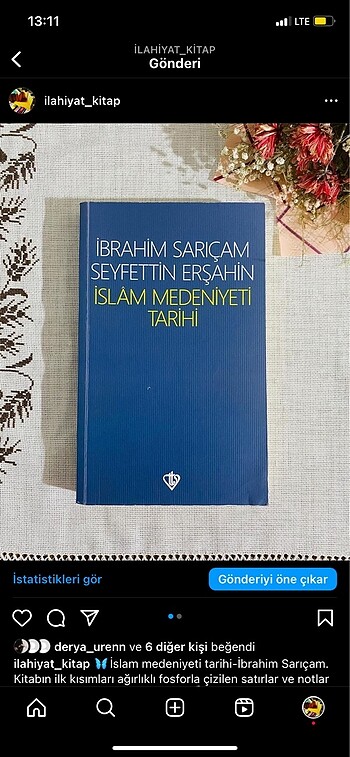 13:11
LTE
İLAHİYAT_KİTAP
Gönderi
ilahiyat_kitap
İBRAHİM SARIÇAM
SEYFETTİN ERŞAHİN
İSLÂM MEDENİYETİ
TARİHİ
İstatistikleri gör
Gönderiyi öne çıkar
derya_urenn ve 6 diğer kişi beğendi
ilahiyat_kitap 🦋 İslam medeniyeti tarihi-İbrahim Sarıçam.
Kitabın ilk kısımları ağırlıklı fosforla çizilen satırlar ve notlar